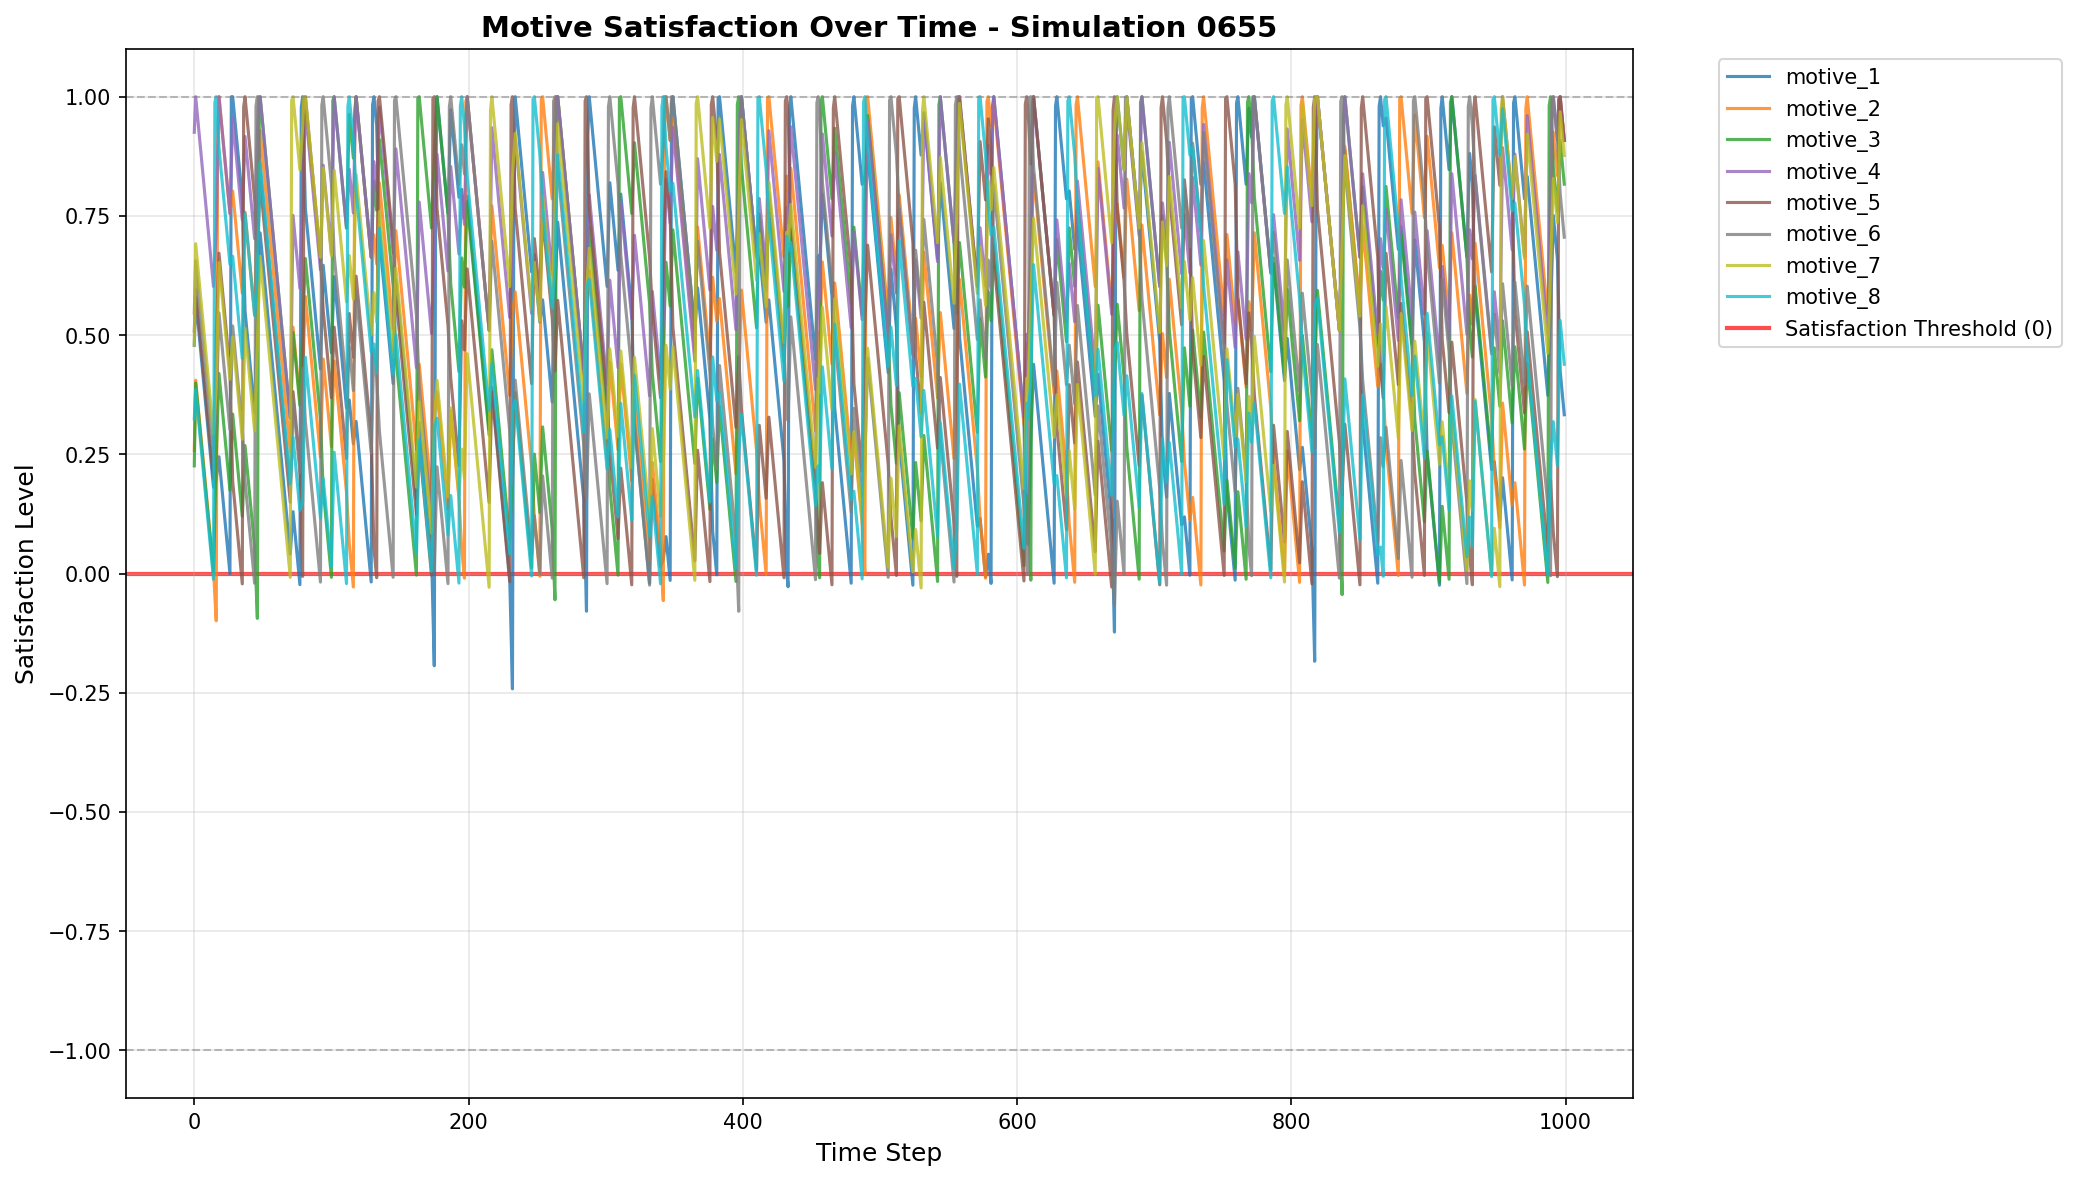 Motive Satisfaction Over Time - Simulation 0655
1.00
0.75
0.50
0.25
0.00
−0.25
−0.50
−0.75
−1.00
Satisfaction Level
0
200
400
600
800
1000
Time Step
motive_1
motive_2
motive_3
motive_4
motive_5
motive_6
motive_7
motive_8
Satisfaction Threshold (0)